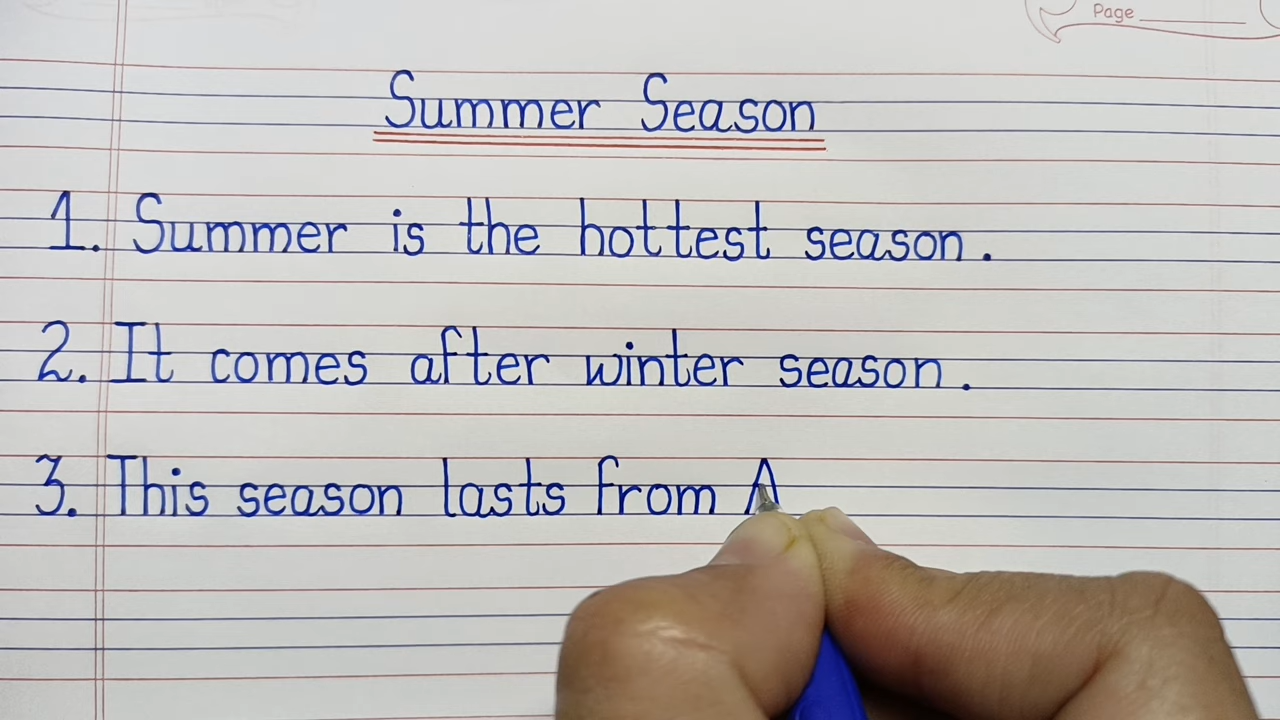 Page
Summer Season
1. Summer is the hottest season.
2. It comes after winter season.
3. This season lasts from A